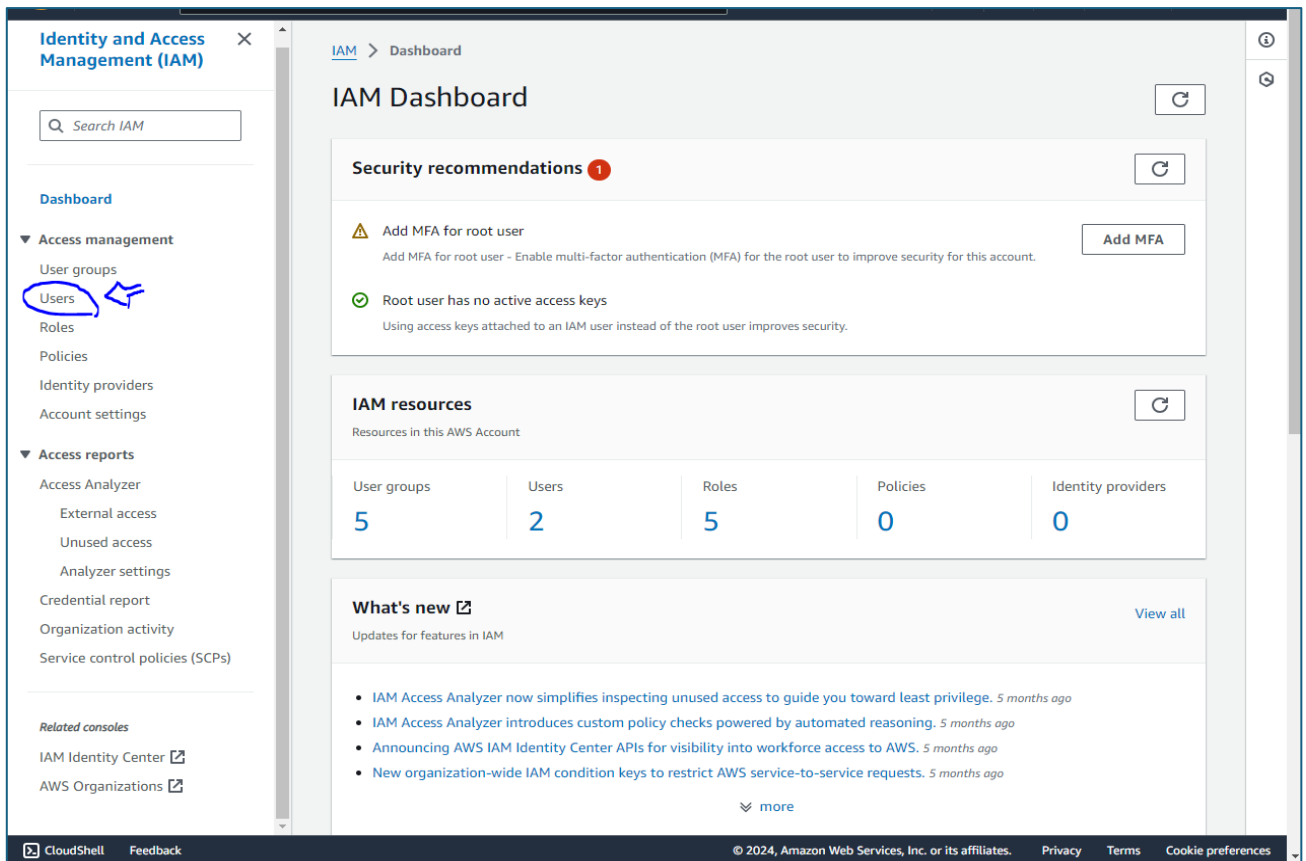 Identity and Access
Management (IAM)
Search IAM
Dashboard
Access management
User groups
Users
Roles
Policies
Identity providers
Account settings
Access reports
Access Analyzer
External access
Unused access
Analyzer settings
Credential report
Organization activity
Service control policies (SCPs)
Related consoles
IAM Identity Center
AWS Organizations
IAM > Dashboard
IAM Dashboard
Security recommendations 1
Add MFA for root user
Add MFA for root user - Enable multi-factor authentication (MFA) for the root user to improve security for this account.
Add MFA
Root user has no active access keys
Using access keys attached to an IAM user instead of the root user improves security.
IAM resources
Resources in this AWS Account
User groups Users Roles Policies Identity providers
5 2 5 0 0
What's new
View all
Updates for features in IAM
• IAM Access Analyzer now simplifies inspecting unused access to guide you toward least privilege. 5 months ago
• IAM Access Analyzer introduces custom policy checks powered by automated reasoning. 5 months ago
• Announcing AWS IAM Identity Center APIs for visibility into workforce access to AWS. 5 months ago
• New organization-wide IAM condition keys to restrict AWS service-to-service requests. 5 months ago
more
CloudShell Feedback © 2024, Amazon Web Services, Inc. or its affiliates. Privacy Terms Cookie preferences